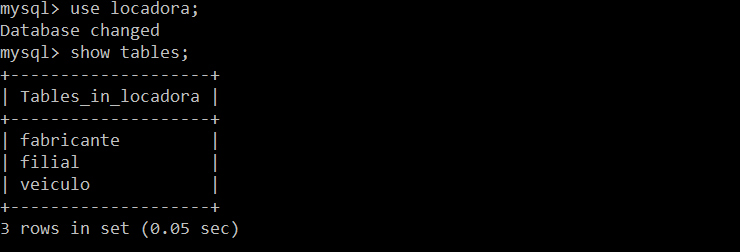 mysql> use locadora;
Database changed
mysql> show tables;
+--------------------+
| Tables_in_locadora |
+--------------------+
| fabricante         |
| filial             |
| veiculo            |
+--------------------+
3 rows in set (0.05 sec)